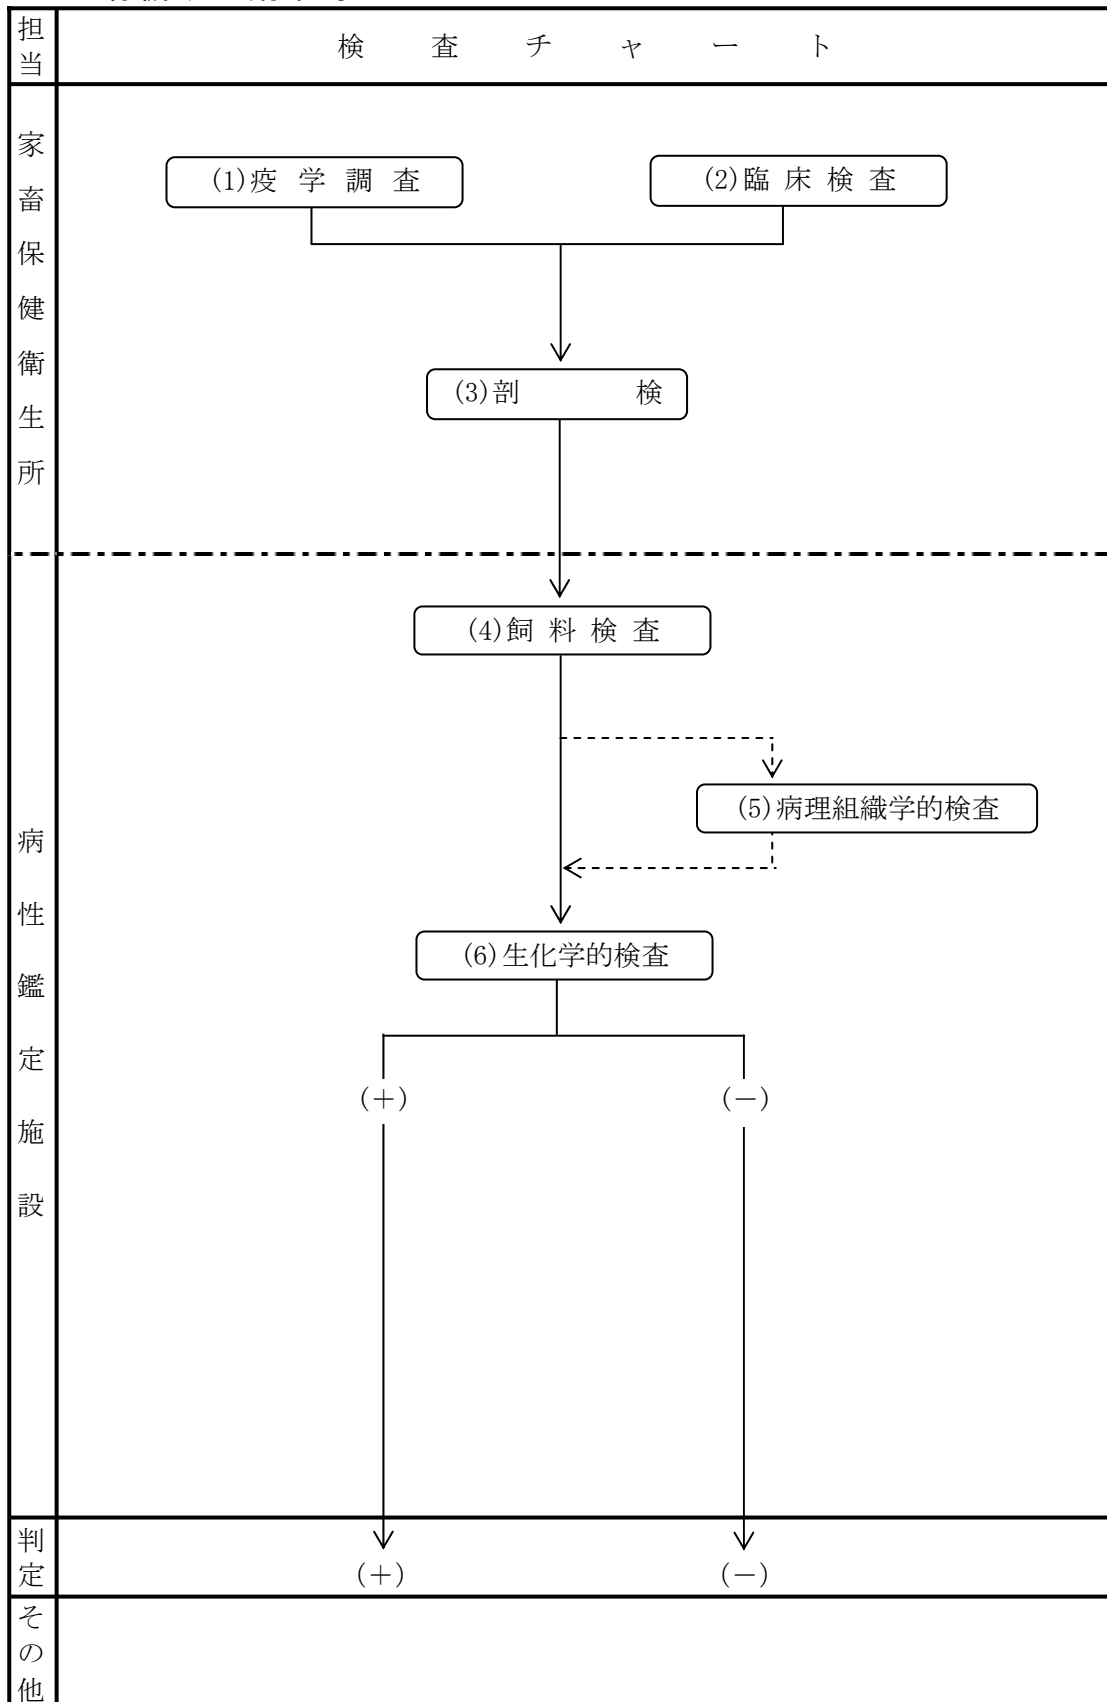 担当
検査チャート
家畜保健衛生所
(1)疫学調査
(2)臨床検査
(3)剖検
病性鑑定施設
(4)飼料検査
(5)病理組織学的検査
(6)生化学的検査
(＋)
(－)
判定
(＋)
(－)
その他